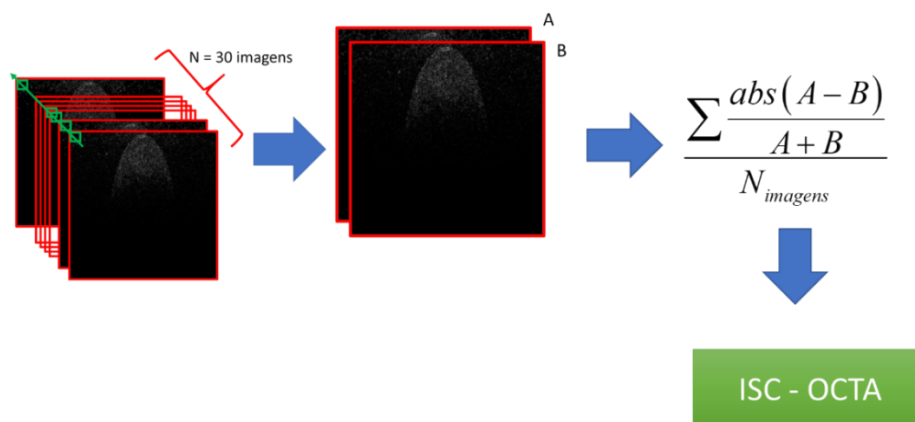 N = 30 imagens
A
B
∑ abs(A − B)
A + B
N imagens
ISC - OCTA